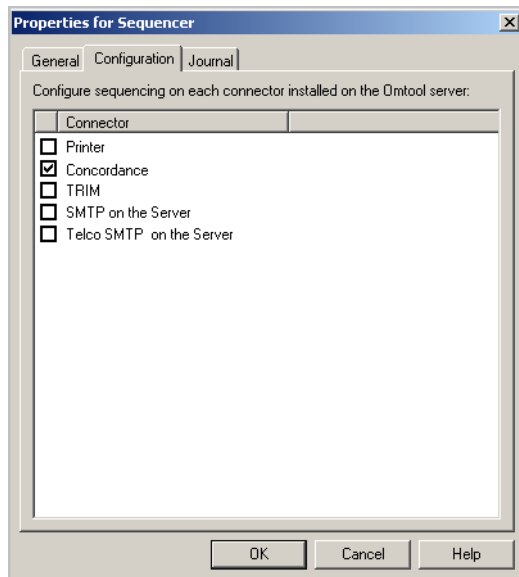 Properties for Sequencer
General Configuration Journal
Configure sequencing on each connector installed on the Omtool server:
Connector
Printer
Concordance
TRIM
SMTP on the Server
Telco SMTP on the Server
OK Cancel Help